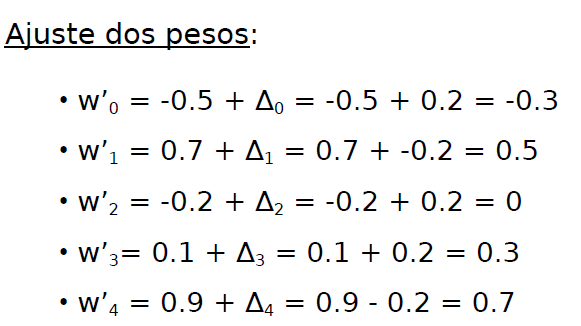 Ajuste dos pesos:
• w’₀ = -0.5 + Δ₀ = -0.5 + 0.2 = -0.3
• w’₁ = 0.7 + Δ₁ = 0.7 + -0.2 = 0.5
• w’₂ = -0.2 + Δ₂ = -0.2 + 0.2 = 0
• w’₃= 0.1 + Δ₃ = 0.1 + 0.2 = 0.3
• w’₄ = 0.9 + Δ₄ = 0.9 - 0.2 = 0.7